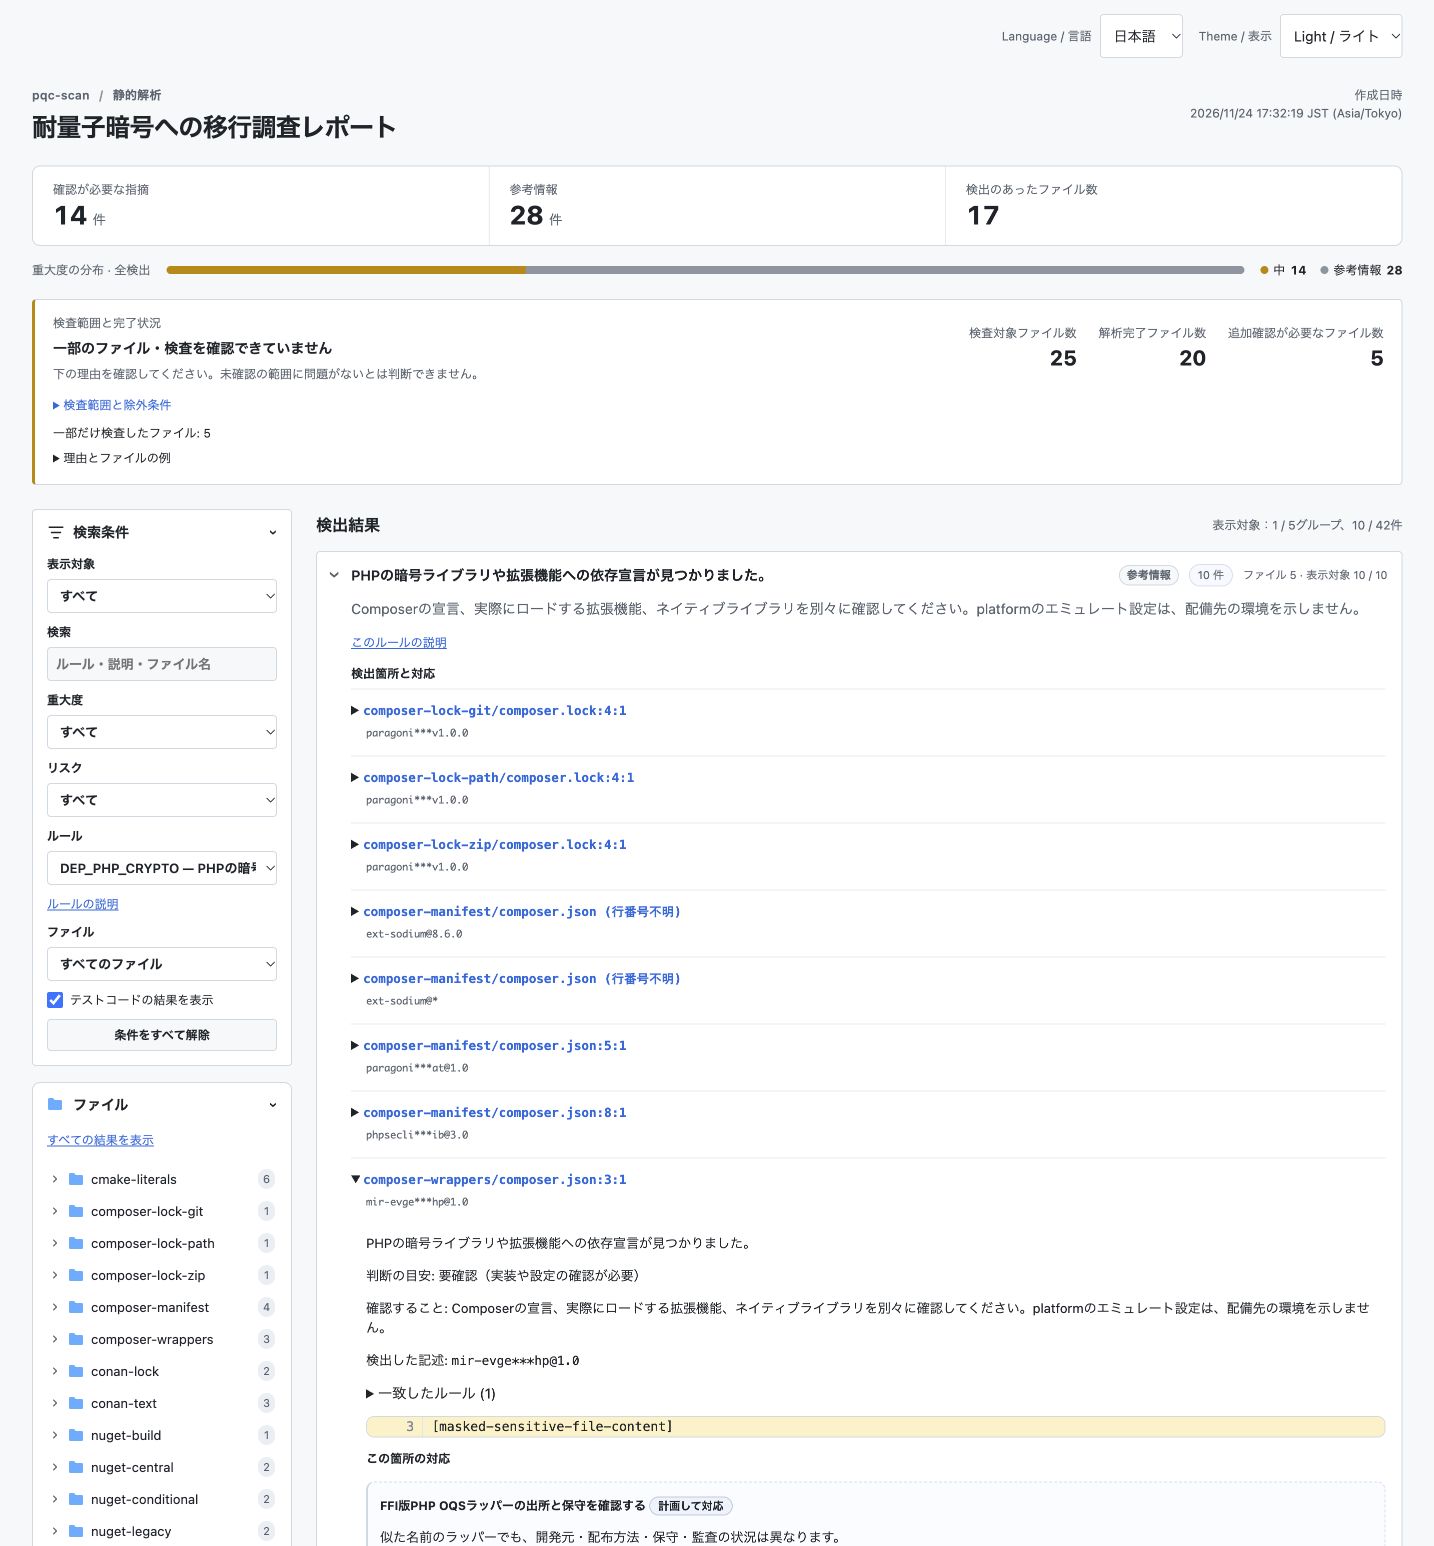 Language / 言語
日本語
Theme / 表示
Light / ライト
pqc-scan / 静的解析
耐量子暗号への移行調査レポート
作成日時
2026/11/24 17:32:19 JST (Asia/Tokyo)
確認が必要な指摘
14 件
参考情報
28 件
検出のあったファイル数
17
重大度の分布 · 全検出
中 14
参考情報 28
検査範囲と完了状況
一部のファイル・検査を確認できていません
下の理由を確認してください。未確認の範囲に問題がないとは判断できません。
検査範囲と除外条件
一部だけ検査したファイル: 5
理由とファイルの例
検査対象ファイル数
25
解析完了ファイル数
20
追加確認が必要なファイル数
5
検索条件
表示対象
すべて
検索
ルール・説明・ファイル名
重大度
すべて
リスク
すべて
ルール
DEP_PHP_CRYPTO — PHPの暗号
ルールの説明
ファイル
すべてのファイル
テストコードの結果を表示
条件をすべて解除
ファイル
すべての結果を表示
cmake-literals 6
composer-lock-git 1
composer-lock-path 1
composer-lock-zip 1
composer-manifest 4
composer-wrappers 3
conan-lock 2
conan-text 3
nuget-build 1
nuget-central 2
nuget-conditional 2
nuget-legacy 2
検出結果
表示対象：1 / 5グループ、10 / 42件
PHPの暗号ライブラリや拡張機能への依存宣言が見つかりました。
参考情報
10 件
ファイル 5 · 表示対象 10 / 10
Composerの宣言、実際にロードする拡張機能、ネイティブライブラリを別々に確認してください。platformのエミュレート設定は、配備先の環境を示しません。
このルールの説明
検出箇所と対応
composer-lock-git/composer.lock:4:1
paragoni***v1.0.0
composer-lock-path/composer.lock:4:1
paragoni***v1.0.0
composer-lock-zip/composer.lock:4:1
paragoni***v1.0.0
composer-manifest/composer.json (行番号不明)
ext-sodium@8.6.0
composer-manifest/composer.json (行番号不明)
ext-sodium@*
composer-manifest/composer.json:5:1
paragoni***at@1.0
composer-manifest/composer.json:8:1
phpsecli***ib@3.0
composer-wrappers/composer.json:3:1
mir-evge***hp@1.0
PHPの暗号ライブラリや拡張機能への依存宣言が見つかりました。
判断の目安: 要確認（実装や設定の確認が必要）
確認すること: Composerの宣言、実際にロードする拡張機能、ネイティブライブラリを別々に確認してください。platformのエミュレート設定は、配備先の環境を示しませ
ん。
検出した記述: mir-evge***hp@1.0
一致したルール (1)
3 [masked-sensitive-file-content]
この箇所の対応
FFI版PHP OQSラッパーの出所と保守を確認する
計画して対応
似た名前のラッパーでも、開発元・配布方法・保守・監査の状況は異なります。